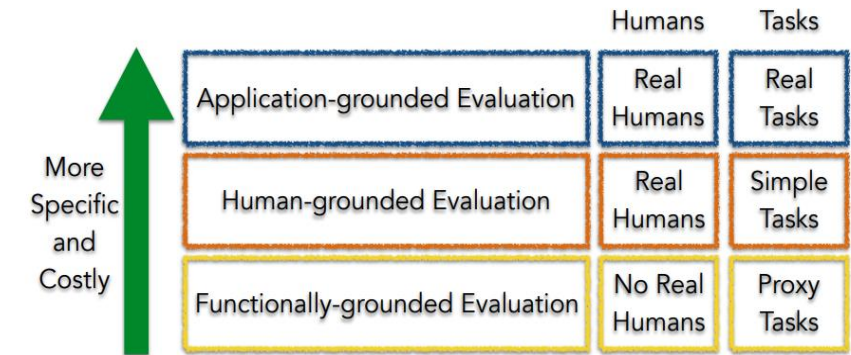 Humans Tasks
Application-grounded Evaluation
Real
Humans
Real
Tasks
More
Specific
and
Costly
Human-grounded Evaluation
Real
Humans
Simple
Tasks
Functionally-grounded Evaluation
No Real
Humans
Proxy
Tasks